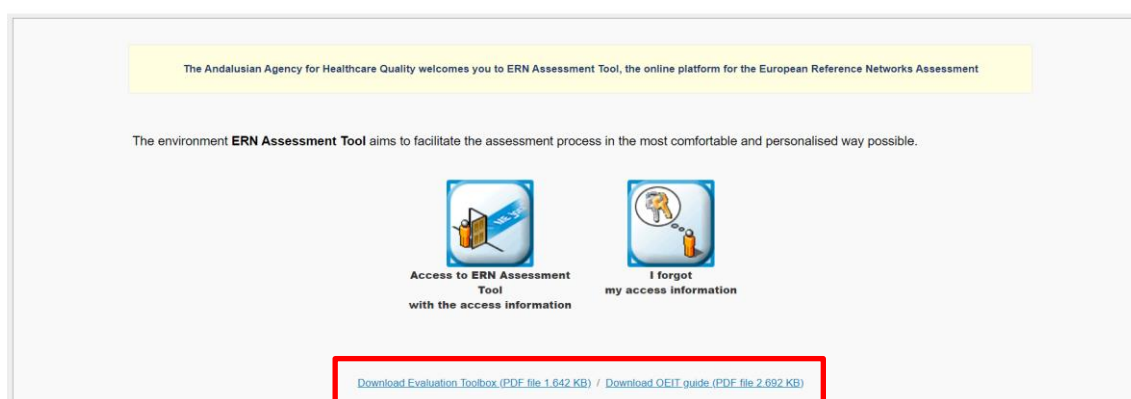 The Andalusian Agency for Healthcare Quality welcomes you to ERN Assessment Tool, the online platform for the European Reference Networks Assessment
The environment ERN Assessment Tool aims to facilitate the assessment process in the most comfortable and personalised way possible.
Access to ERN Assessment
Tool
with the access information
I forgot
my access information
Download Evaluation Toolbox (PDF file 1.642 KB) / Download OEIT guide (PDF file 2.692 KB)